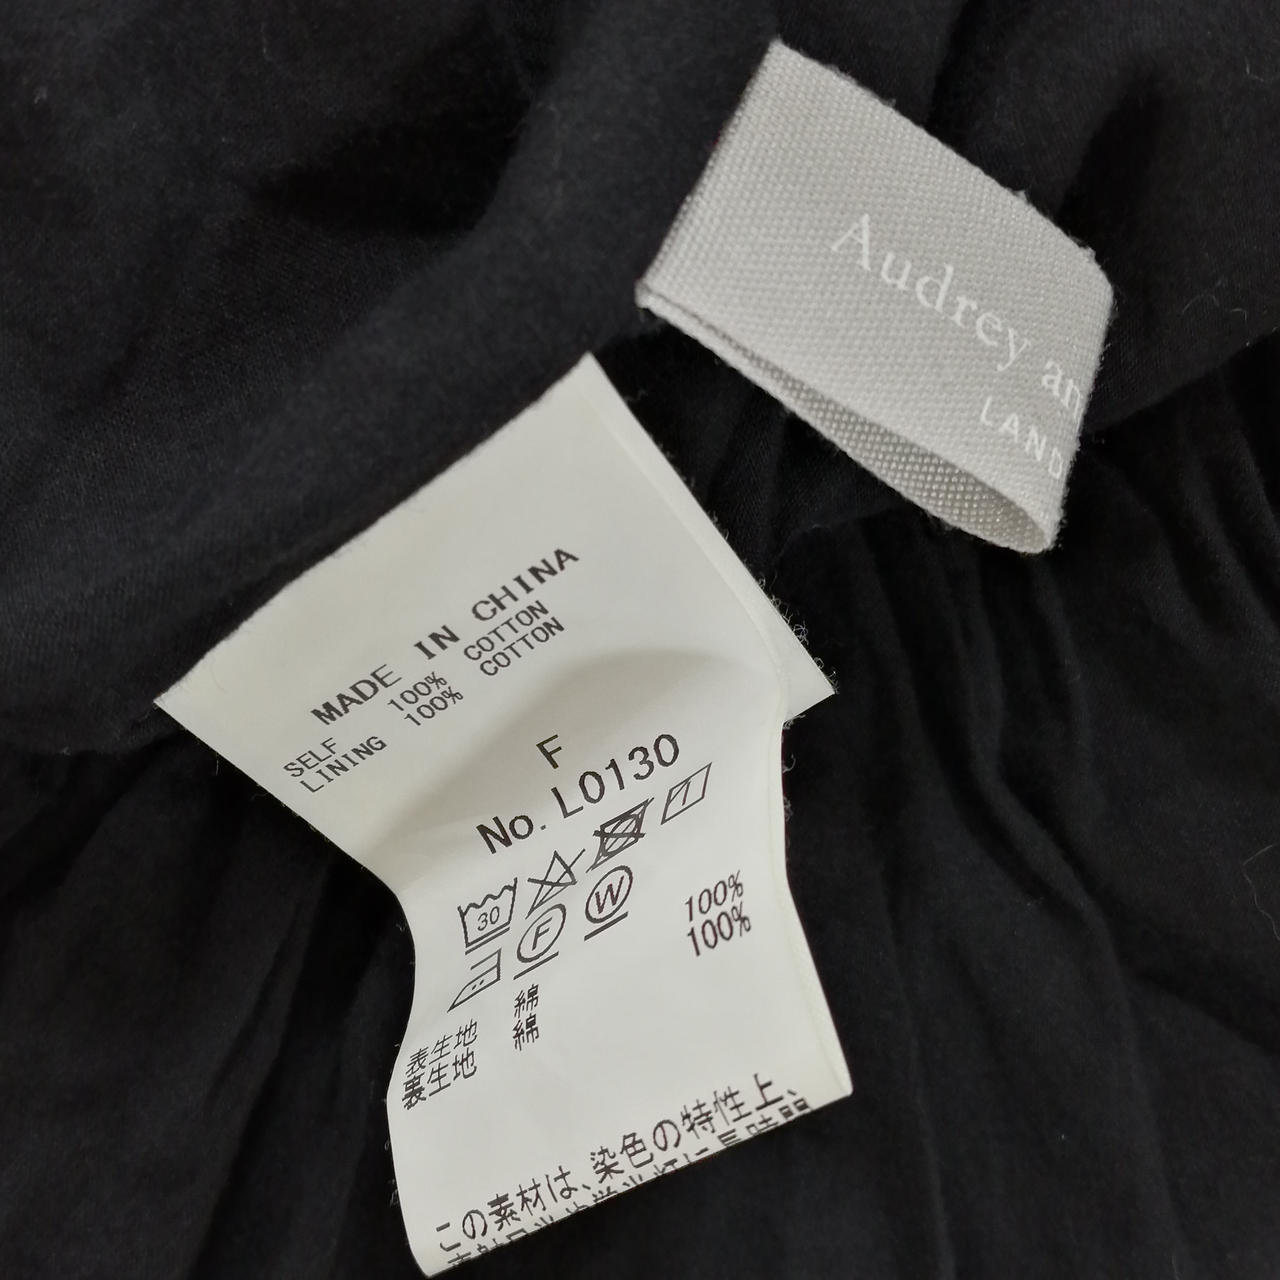 Audrey an
LAND
MADE IN CHINA
SELF 100% COTTON
LINING 100% COTTON
F
No. L0130
30
F W
表生地 綿 100%
裏生地 綿 100%
この素材は、染色の特性上、